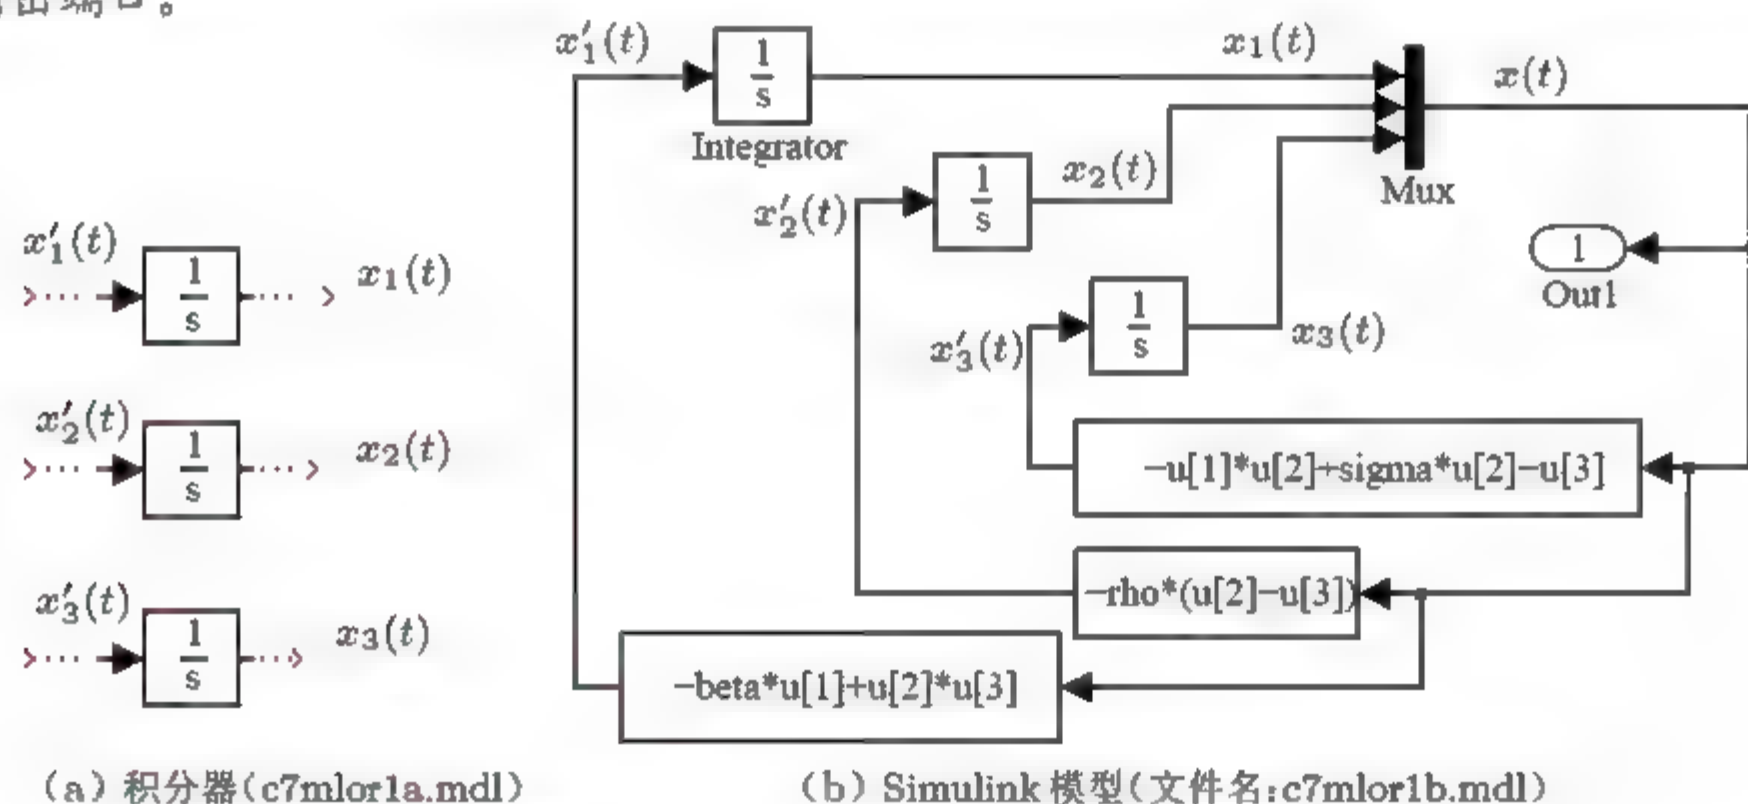 出端口。
x′1(t)
1
s
x1(t)
x′2(t)
1
s
x2(t)
x′3(t)
1
s
x3(t)
(a) 积分器(c7mlor1a.mdl)
x′1(t)
1
s
Integrator
x1(t)
x(t)
Mux
x′2(t)
1
s
x2(t)
1
Out1
x′3(t)
1
s
x3(t)
−u[1]*u[2]+sigma*u[2]−u[3]
−rho*(u[2]−u[3])
−beta*u[1]+u[2]*u[3]
(b) Simulink 模型(文件名:c7mlor1b.mdl)